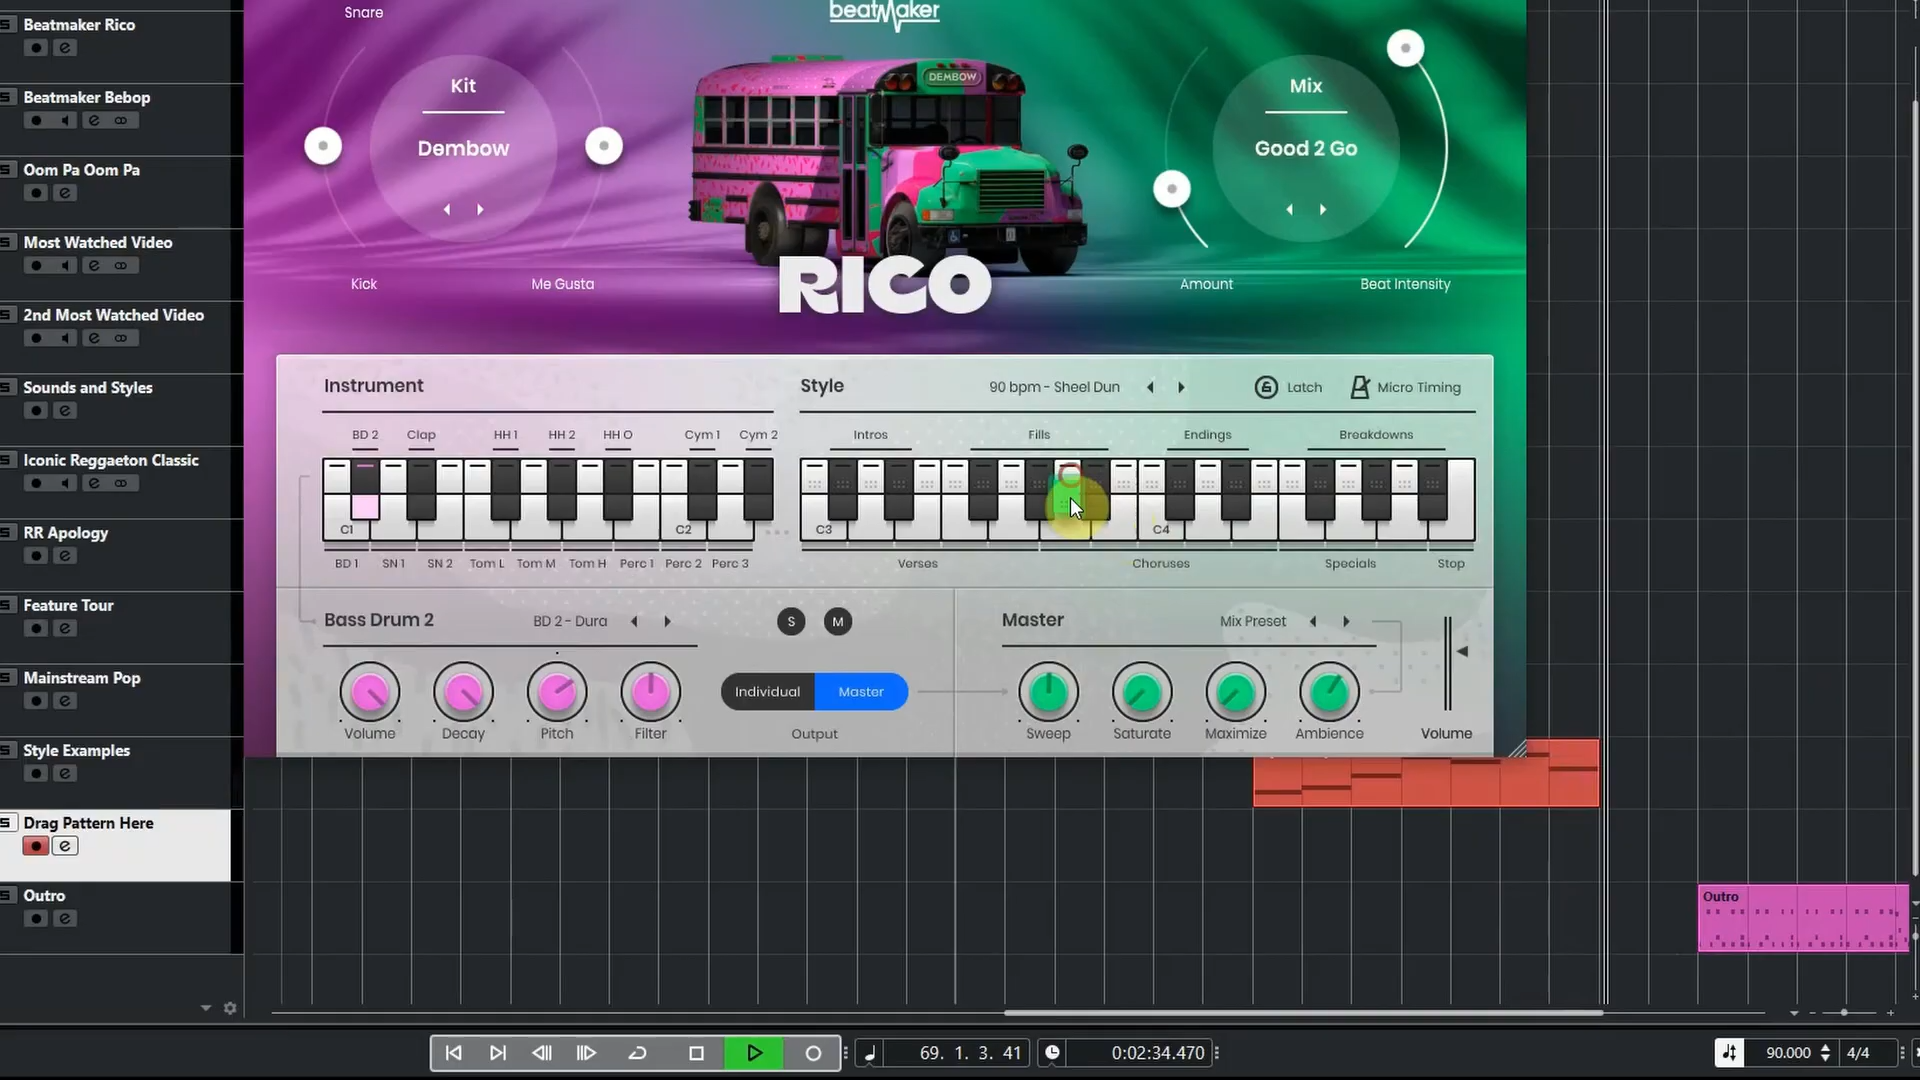 Beatmaker Rico
Beatmaker Bebop
Oom Pa Oom Pa
Most Watched Video
2nd Most Watched Video
Sounds and Styles
Iconic Reggaeton Classic
RR Apology
Feature Tour
Mainstream Pop
Style Examples
Drag Pattern Here
Outro
Snare
beatMaker
Kit
Dembow
Kick
Me Gusta
DEMBOW
RICO
Mix
Good 2 Go
Amount
Beat Intensity
Instrument
BD 2 Clap HH 1 HH 2 HH O Cym 1 Cym 2
C1 C2
BD 1 SN 1 SN 2 Tom L Tom M Tom H Perc 1 Perc 2 Perc 3
Style
90 bpm - Sheel Dun
Latch
Micro Timing
Intros Fills Endings Breakdowns
C3 C4
Verses Choruses Specials Stop
Bass Drum 2
BD 2 - Dura
S M
Volume Decay Pitch Filter
Individual Master
Output
Master
Mix Preset
Sweep Saturate Maximize Ambience
Volume
Outro
69. 1. 3. 41
0:02:34.470
90.000
4/4